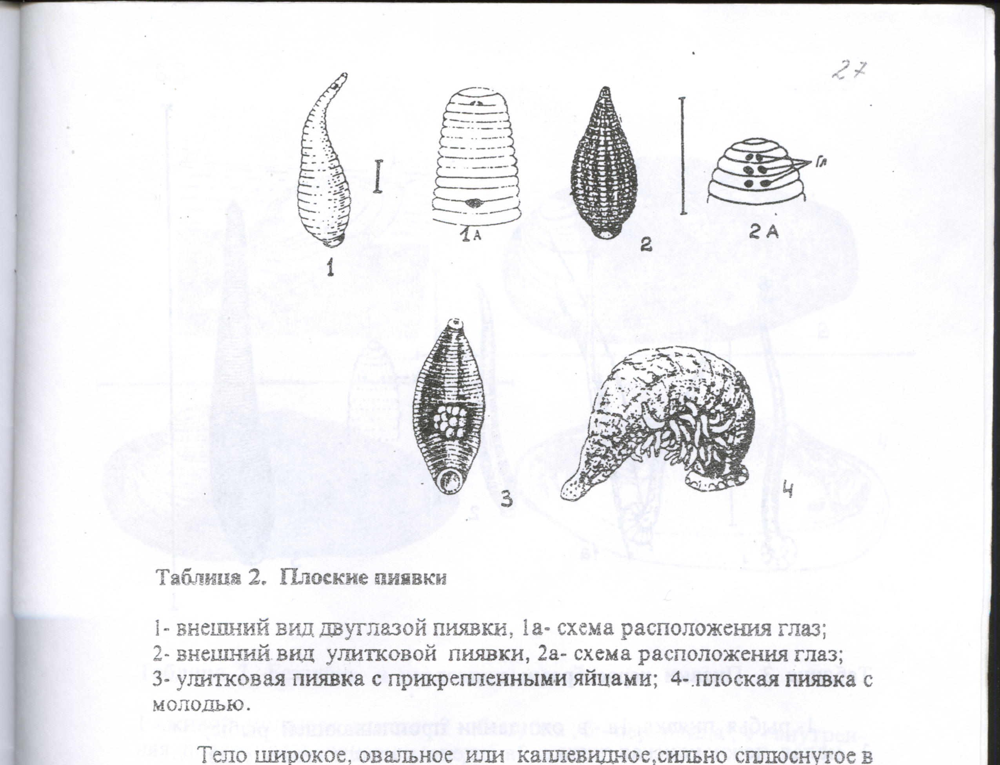 27
Гл
1А
2А
2
1
3
4
Таблица 2. Плоские пиявки
1- внешний вид двуглазой пиявки, 1а- схема расположения глаз;
2- внешний вид улитковой пиявки, 2а- схема расположения глаз;
3- улитковая пиявка с прикрепленными яйцами; 4- плоская пиявка с
молодью.
Тело широкое, овальное или каплевидное,сильно сплюснутое в